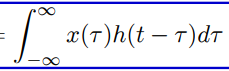 = ∫_{-∞}^{∞} x(τ)h(t − τ)dτ